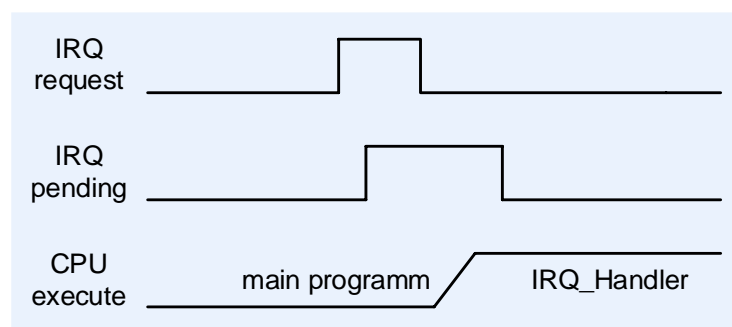 IRQ
request
IRQ
pending
CPU
execute
main programm
IRQ_Handler